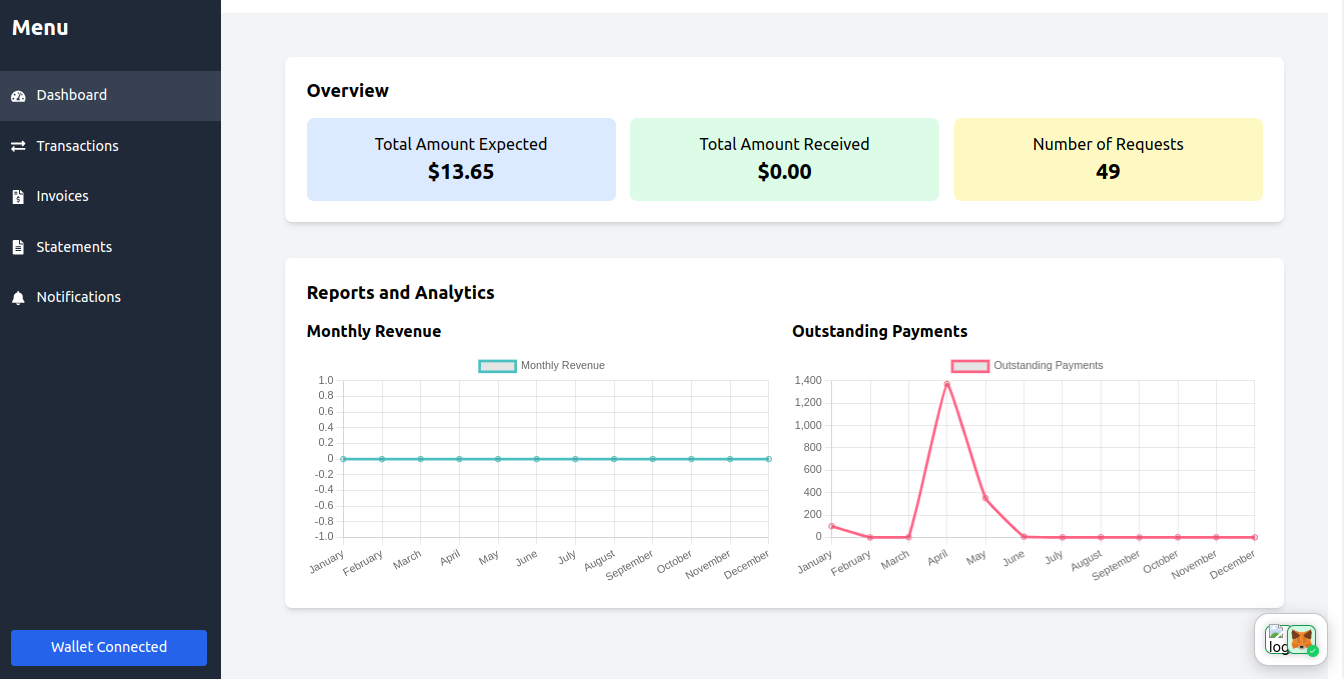 Menu
Dashboard
Transactions
Invoices
Statements
Notifications
Wallet Connected
Overview
Total Amount Expected
$13.65
Total Amount Received
$0.00
Number of Requests
49
Reports and Analytics
Monthly Revenue
Monthly Revenue
1.0
0.8
0.6
0.4
0.2
0
-0.2
-0.4
-0.6
-0.8
-1.0
January February March April May June July August September October November December
Outstanding Payments
Outstanding Payments
1,400
1,200
1,000
800
600
400
200
0
January February March April May June July August September October November December
log